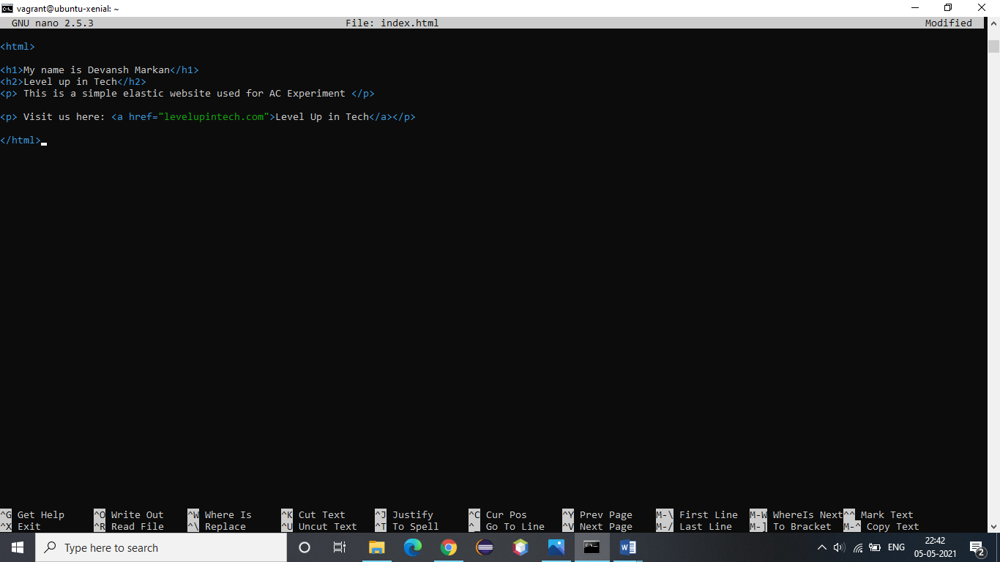 vagrant@ubuntu-xenial: ~
GNU nano 2.5.3 File: index.html Modified
<html>
<h1>My name is Devansh Markan</h1>
<h2>Level up in Tech</h2>
<p> This is a simple elastic website used for AC Experiment </p>
<p> Visit us here: <a href="levelupintech.com">Level Up in Tech</a></p>
</html>
^G Get Help ^O Write Out ^W Where Is ^K Cut Text ^J Justify ^C Cur Pos ^Y Prev Page M-\ First Line M-W WhereIs Next ^^ Mark Text
^X Exit ^R Read File ^\ Replace ^U Uncut Text ^T To Spell ^_ Go To Line ^V Next Page M-/ Last Line M-] To Bracket M-^ Copy Text
Type here to search ENG 22:42
05-05-2021 2